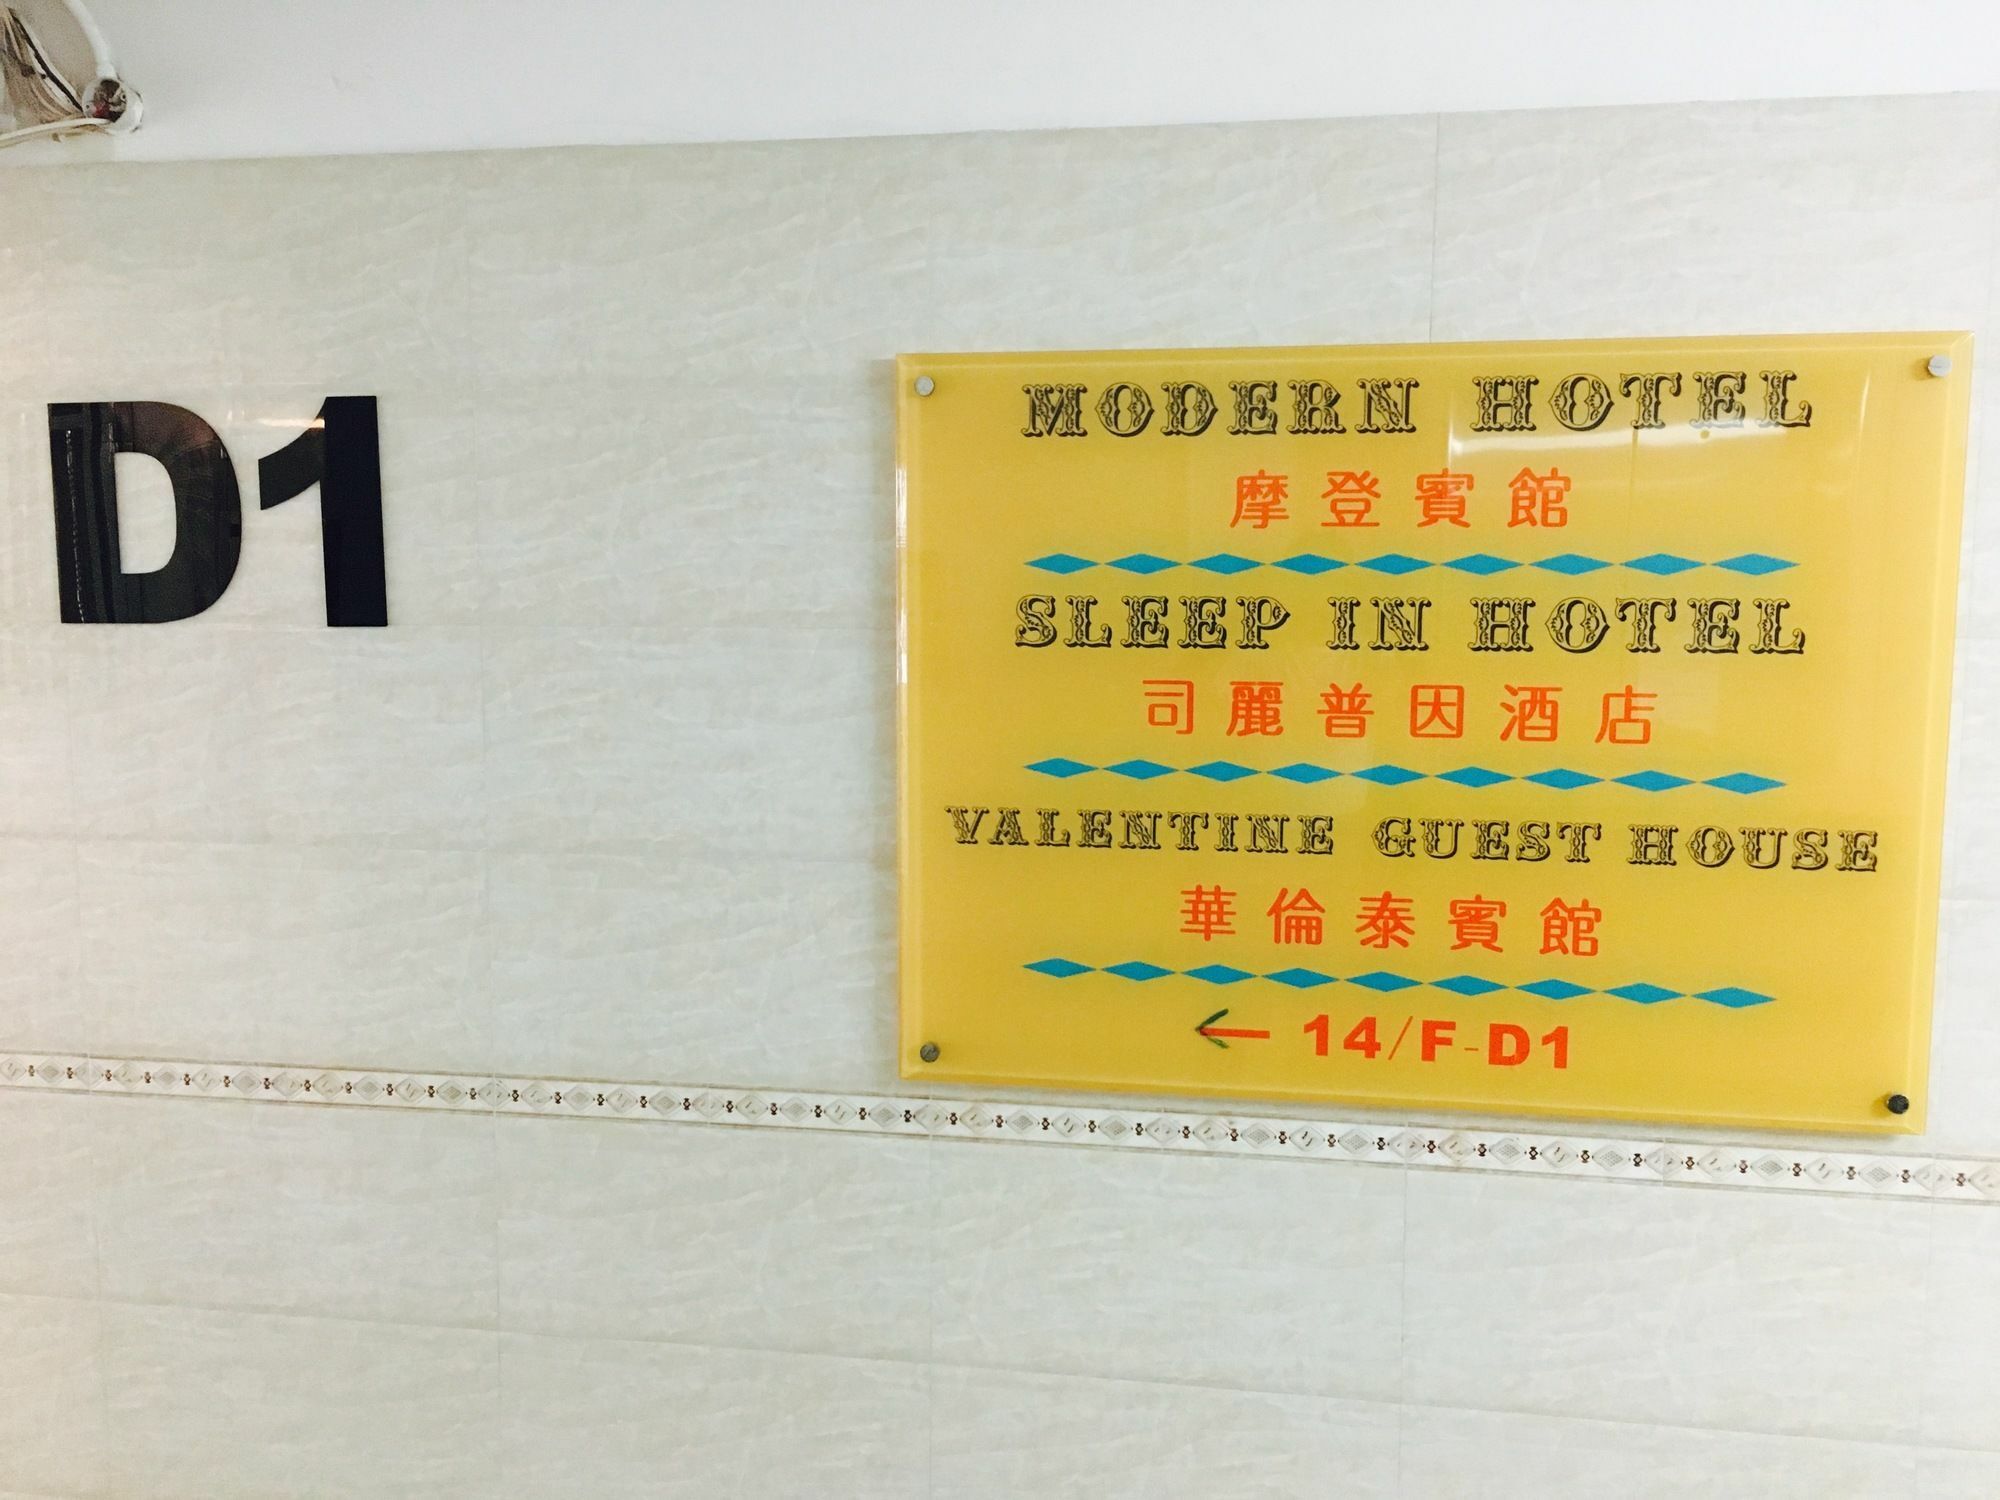 D1
MODERN HOTEL
摩登賓館
SLEEP IN HOTEL
司麗普因酒店
VALENTINE GUEST HOUSE
華倫泰賓館
← 14/F-D1